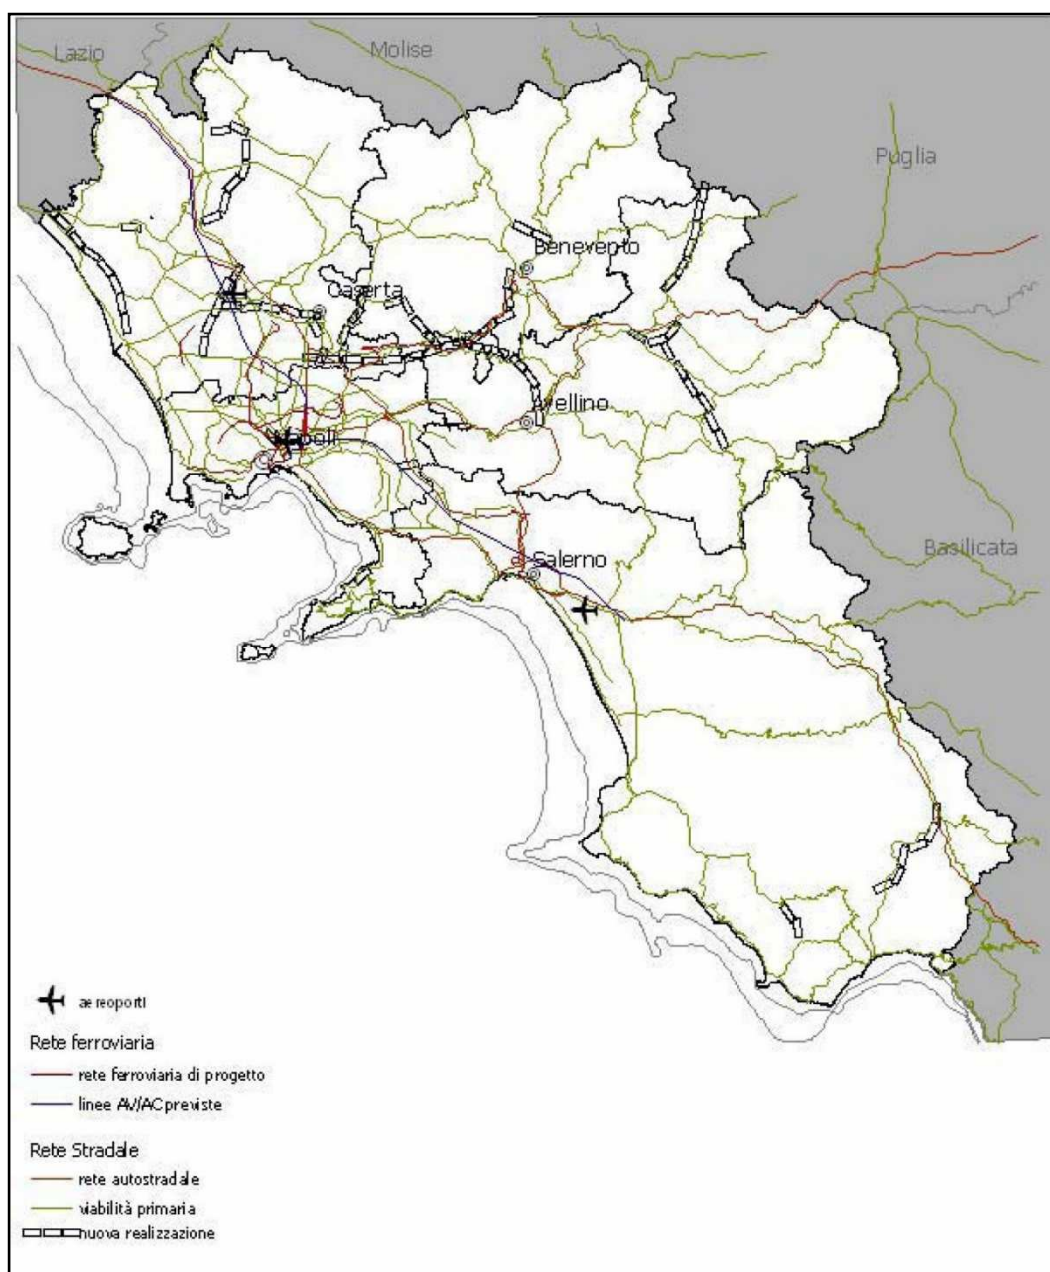 Lazio
Molise
Puglia
Benevento
Caserta
Avellino
Napoli
Basilicata
Salerno
aereoporti
Rete ferroviaria
rete ferroviaria di progetto
linee AV/AC previste
Rete Stradale
rete autostradale
viabilità primaria
nuova realizzazione